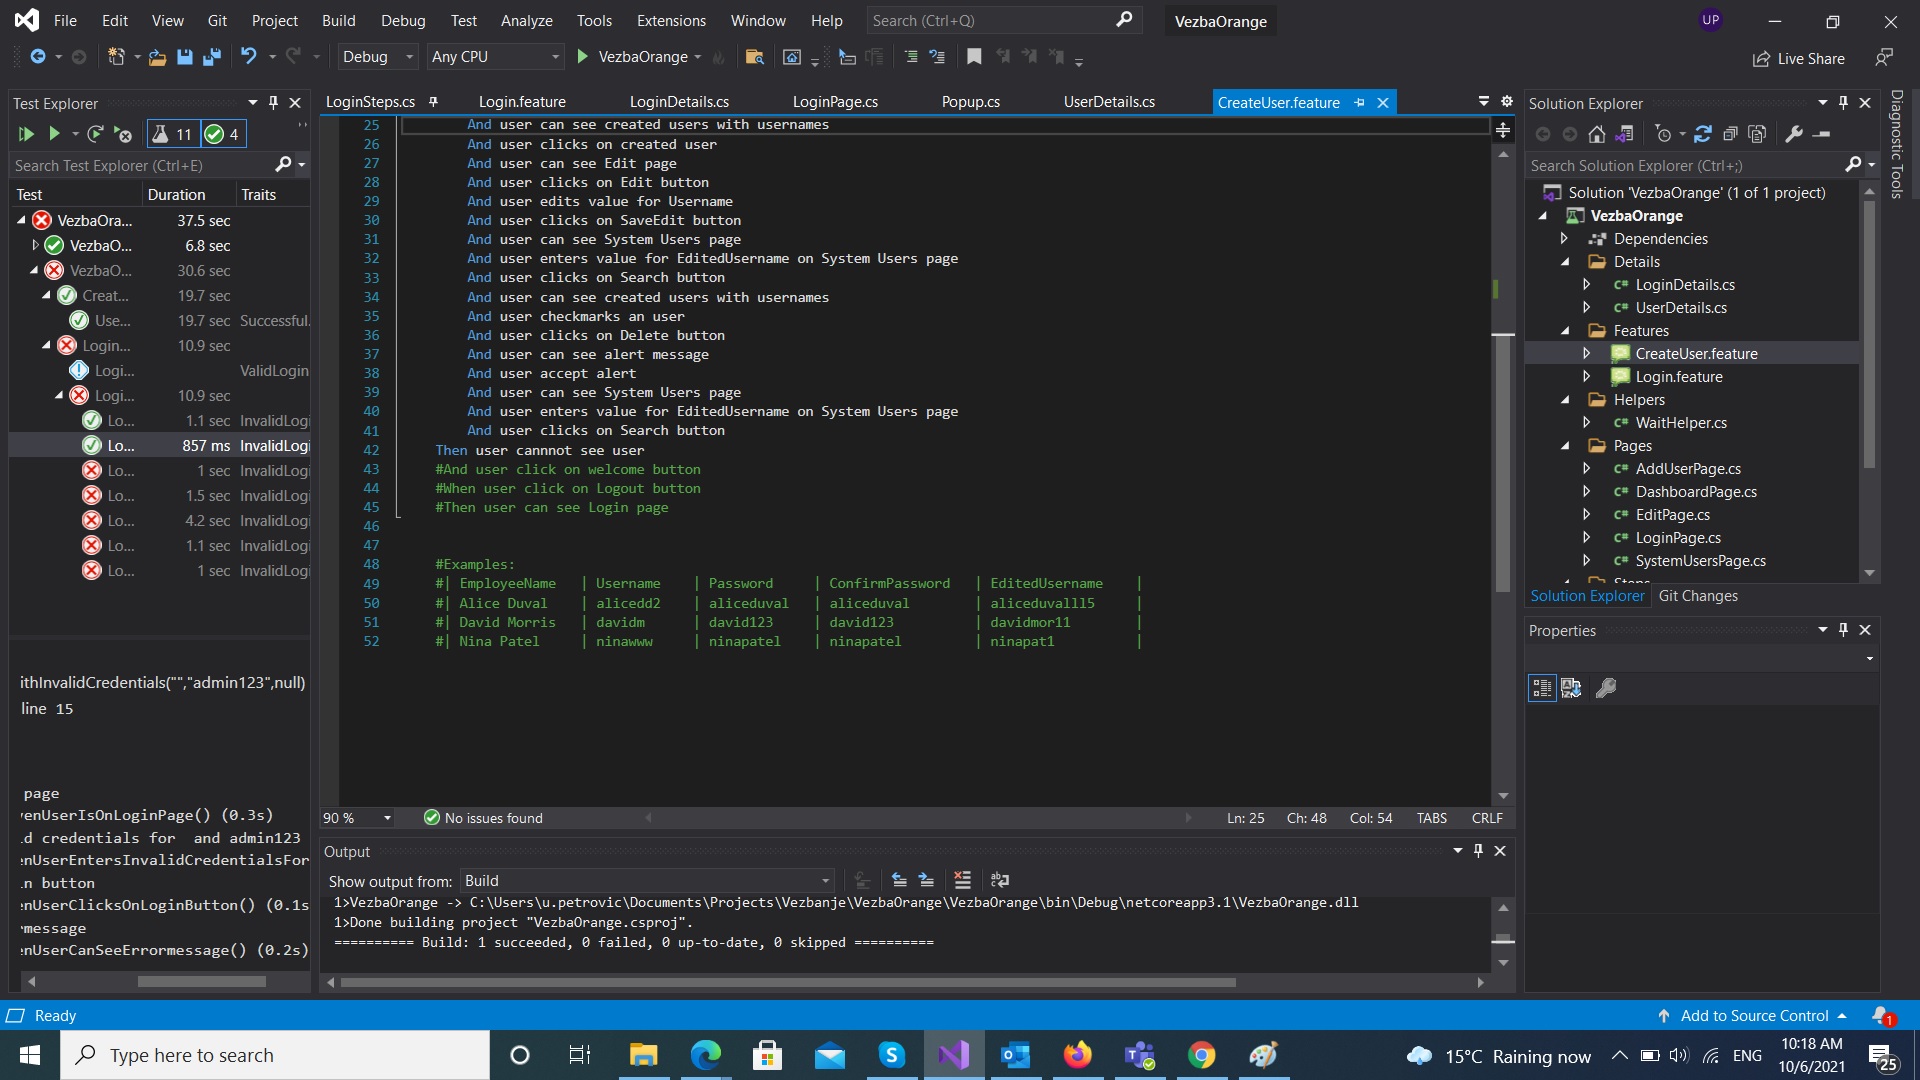 File Edit View Git Project Build Debug Test Analyze Tools Extensions Window Help Search (Ctrl+Q) VezbaOrange UP
Debug Any CPU VezbaOrange Live Share
Test Explorer
11 4
Search Test Explorer (Ctrl+E)
Test Duration Traits
VezbaOra... 37.5 sec
VezbaO... 6.8 sec
VezbaO... 30.6 sec
Creat... 19.7 sec
Use... 19.7 sec Successful.
Login... 10.9 sec
Logi... ValidLogin
Logi... 10.9 sec
Lo... 1.1 sec InvalidLogi
Lo... 857 ms InvalidLogi
Lo... 1 sec InvalidLogi
Lo... 1.5 sec InvalidLogi
Lo... 4.2 sec InvalidLogi
Lo... 1.1 sec InvalidLogi
Lo... 1 sec InvalidLogi
ithInvalidCredentials("","admin123",null)
line 15
page
enUserIsOnLoginPage() (0.3s)
d credentials for and admin123
enUserEntersInvalidCredentialsFor
n button
enUserClicksOnLoginButton() (0.1s
message
enUserCanSeeErrormessage() (0.2s)
LoginSteps.cs Login.feature LoginDetails.cs LoginPage.cs Popup.cs UserDetails.cs CreateUser.feature
25 And user can see created users with usernames
26 And user clicks on created user
27 And user can see Edit page
28 And user clicks on Edit button
29 And user edits value for Username
30 And user clicks on SaveEdit button
31 And user can see System Users page
32 And user enters value for EditedUsername on System Users page
33 And user clicks on Search button
34 And user can see created users with usernames
35 And user checkmarks an user
36 And user clicks on Delete button
37 And user can see alert message
38 And user accept alert
39 And user can see System Users page
40 And user enters value for EditedUsername on System Users page
41 And user clicks on Search button
42 Then user cannnot see user
43 #And user click on welcome button
44 #When user click on Logout button
45 #Then user can see Login page
46
47
48 #Examples:
49 #| EmployeeName | Username | Password | ConfirmPassword | EditedUsername |
50 #| Alice Duval | alicedd2 | aliceduval | aliceduval | aliceduvalll5 |
51 #| David Morris | davidm | david123 | david123 | davidmor11 |
52 #| Nina Patel | ninawww | ninapatel | ninapatel | ninapat1 |
90 % No issues found Ln: 25 Ch: 48 Col: 54 TABS CRLF
Output
Show output from: Build
1>VezbaOrange -> C:\Users\u.petrovic\Documents\Projects\Vezbanje\VezbaOrange\VezbaOrange\bin\Debug\netcoreapp3.1\VezbaOrange.dll
1>Done building project "VezbaOrange.csproj".
========== Build: 1 succeeded, 0 failed, 0 up-to-date, 0 skipped ==========
Solution Explorer
Search Solution Explorer (Ctrl+;)
Solution 'VezbaOrange' (1 of 1 project)
VezbaOrange
Dependencies
Details
C# LoginDetails.cs
C# UserDetails.cs
Features
CreateUser.feature
Login.feature
Helpers
C# WaitHelper.cs
Pages
C# AddUserPage.cs
C# DashboardPage.cs
C# EditPage.cs
C# LoginPage.cs
C# SystemUsersPage.cs
Steps
Solution Explorer Git Changes
Properties
Diagnostic Tools
Ready Add to Source Control 1
Type here to search 15°C Raining now ENG 10:18 AM
10/6/2021 25